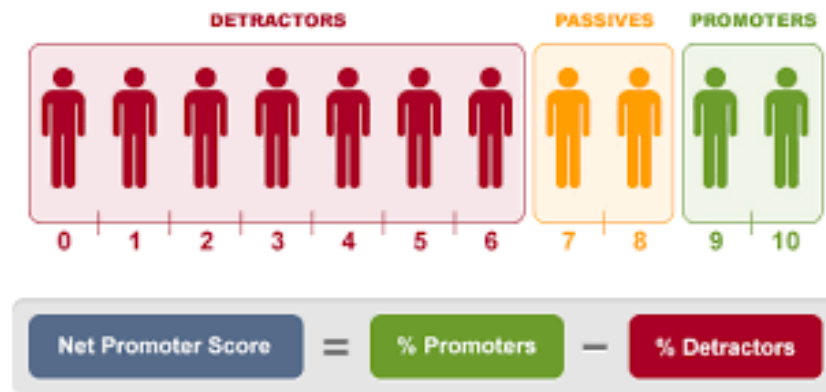 DETRACTORS PASSIVES PROMOTERS
0 1 2 3 4 5 6 7 8 9 10
Net Promoter Score = % Promoters − % Detractors